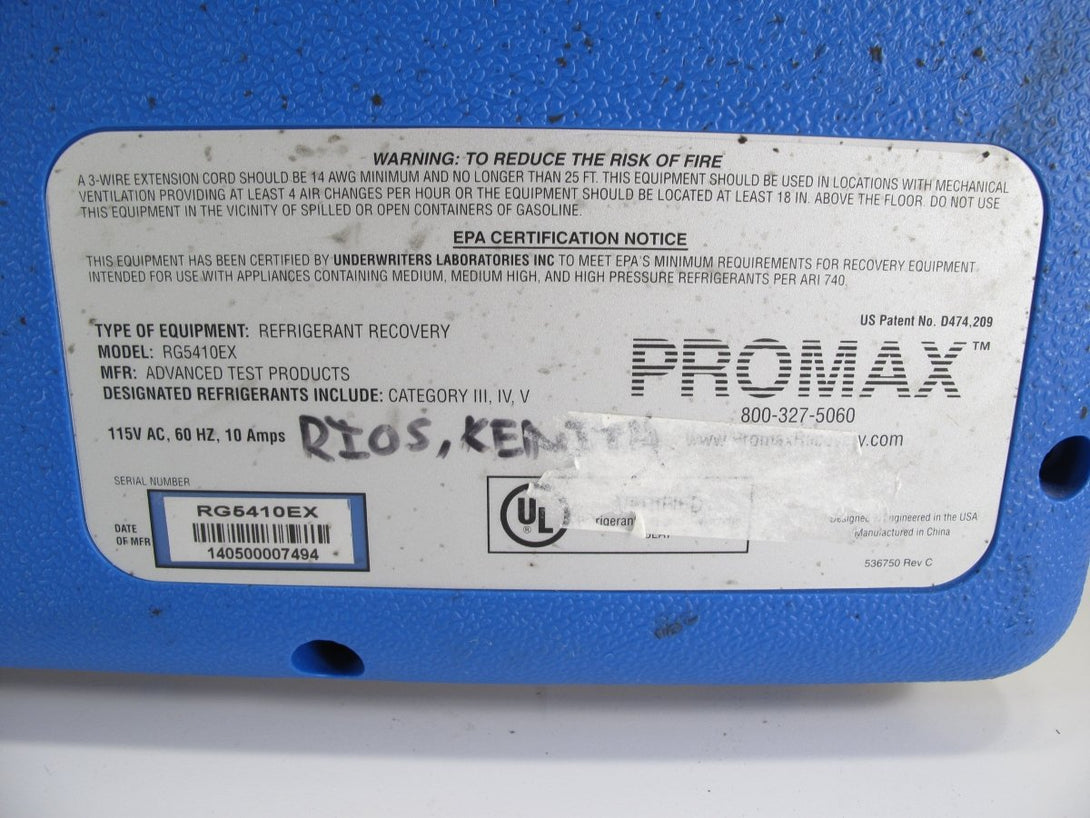 WARNING: TO REDUCE THE RISK OF FIRE
A 3-WIRE EXTENSION CORD SHOULD BE 14 AWG MINIMUM AND NO LONGER THAN 25 FT. THIS EQUIPMENT SHOULD BE USED IN LOCATIONS WITH MECHANICAL
VENTILATION PROVIDING AT LEAST 4 AIR CHANGES PER HOUR OR THE EQUIPMENT SHOULD BE LOCATED AT LEAST 18 IN. ABOVE THE FLOOR. DO NOT USE
THIS EQUIPMENT IN THE VICINITY OF SPILLED OR OPEN CONTAINERS OF GASOLINE.
EPA CERTIFICATION NOTICE
THIS EQUIPMENT HAS BEEN CERTIFIED BY UNDERWRITERS LABORATORIES INC TO MEET EPA'S MINIMUM REQUIREMENTS FOR RECOVERY EQUIPMENT
INTENDED FOR USE WITH APPLIANCES CONTAINING MEDIUM, MEDIUM HIGH, AND HIGH PRESSURE REFRIGERANTS PER ARI 740.
US Patent No. D474,209
TYPE OF EQUIPMENT: REFRIGERANT RECOVERY
MODEL: RG5410EX
MFR: ADVANCED TEST PRODUCTS
DESIGNATED REFRIGERANTS INCLUDE: CATEGORY III, IV, V
PROMAX™
800-327-5060
115V AC, 60 HZ, 10 Amps
RIOS,
SERIAL NUMBER
DATE
OF MFR
RG5410EX
140500007494
UL ®
in the USA
Manufactured in China
536750 Rev C